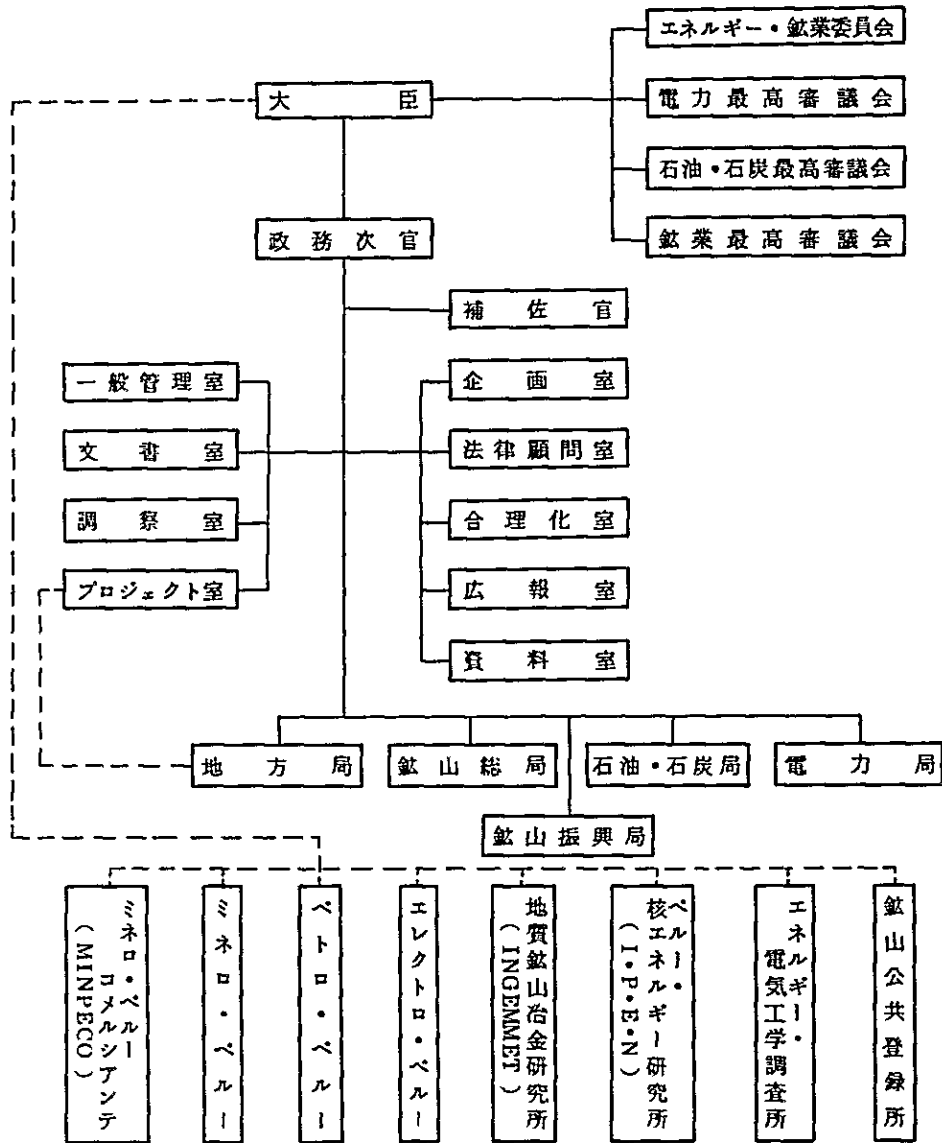 エネルギー・鉱業委員会
大臣
電力最高審議会
石油・石炭最高審議会
政務次官
鉱業最高審議会
補佐官
一般管理室
企画室
文書室
法律顧問室
調察室
合理化室
プロジェクト室
広報室
資料室
地方局
鉱山総局
石油・石炭局
電力局
鉱山振興局
ミネロ・ペルー
コメルシアンテ
(MINPECO)
ミネロ・ペルー
ペトロ・ペルー
エレクトロ・ペルー
地質鉱山冶金研究所
(INGEMMET)
ペルー・
核エネルギー研究所
(I・P・E・N)
エネルギー・
電気工学調査所
鉱山公共登録所